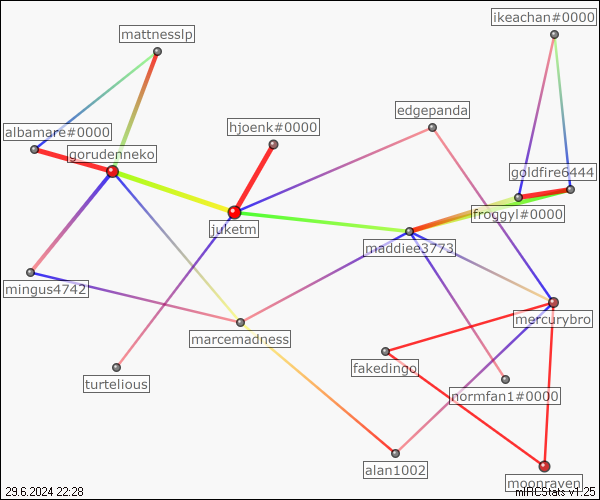 ikeachan#0000
mattnesslp
edgepanda
hjoenk#0000
albamare#0000
gorudenneko
goldfire6444
froggyl#0000
juketm
maddiee3773
mingus4742
mercurybro
marcemadness
fakedingo
turtelious
normfan1#0000
alan1002
moonraven
29.6.2024 22:28
mIRCStats v1.25